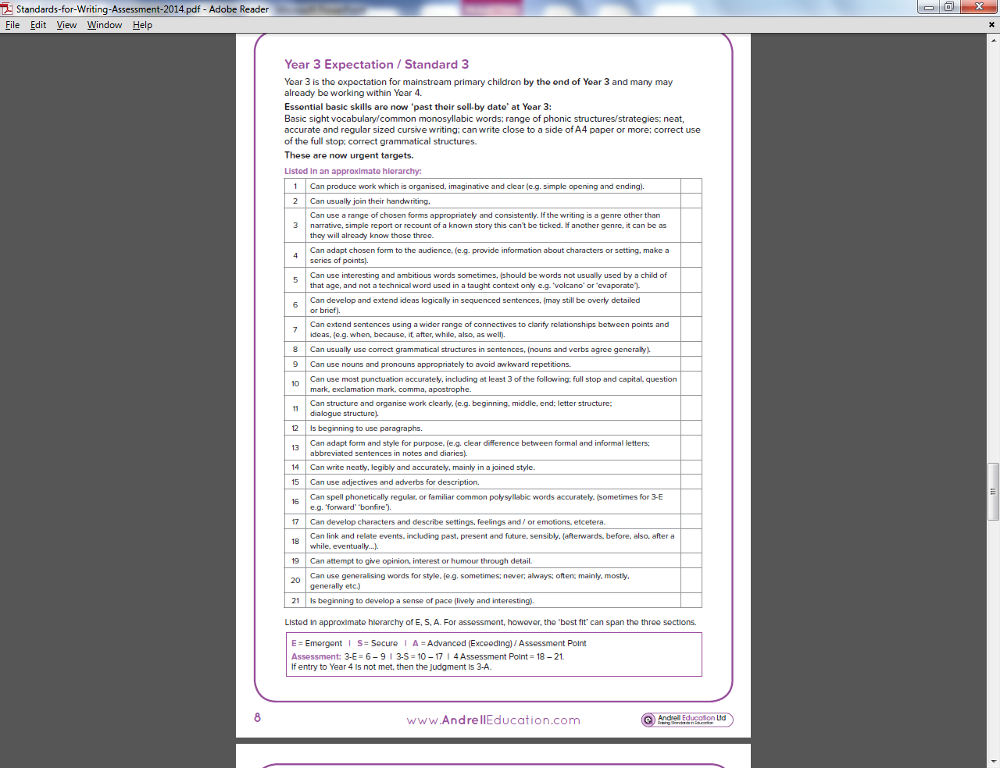 Standards-for-Writing-Assessment-2014.pdf - Adobe Reader
File Edit View Window Help
Year 3 Expectation / Standard 3
Year 3 is the expectation for mainstream primary children by the end of Year 3 and many may
already be working within Year 4.
Essential basic skills are now ‘past their sell-by date’ at Year 3:
Basic sight vocabulary/common monosyllabic words; range of phonic structures/strategies; neat,
accurate and regular sized cursive writing; can write close to a side of A4 paper or more; correct use
of the full stop; correct grammatical structures.
These are now urgent targets.
Listed in an approximate hierarchy:
1 Can produce work which is organised, imaginative and clear (e.g. simple opening and ending).
2 Can usually join their handwriting,
3 Can use a range of chosen forms appropriately and consistently. If the writing is a genre other than
narrative, simple report or recount of a known story this can’t be ticked. If another genre, it can be as
they will already know those three.
4 Can adapt chosen form to the audience, (e.g. provide information about characters or setting, make a
series of points).
5 Can use interesting and ambitious words sometimes, (should be words not usually used by a child of
that age, and not a technical word used in a taught context only e.g. ‘volcano’ or ‘evaporate’).
6 Can develop and extend ideas logically in sequenced sentences, (may still be overly detailed
or brief).
7 Can extend sentences using a wider range of connectives to clarify relationships between points and
ideas, (e.g. when, because, if, after, while, also, as well).
8 Can usually use correct grammatical structures in sentences, (nouns and verbs agree generally).
9 Can use nouns and pronouns appropriately to avoid awkward repetitions.
10 Can use most punctuation accurately, including at least 3 of the following; full stop and capital, question
mark, exclamation mark, comma, apostrophe.
11 Can structure and organise work clearly, (e.g. beginning, middle, end; letter structure;
dialogue structure).
12 Is beginning to use paragraphs.
13 Can adapt form and style for purpose, (e.g. clear difference between formal and informal letters;
abbreviated sentences in notes and diaries).
14 Can write neatly, legibly and accurately, mainly in a joined style.
15 Can use adjectives and adverbs for description.
16 Can spell phonetically regular, or familiar common polysyllabic words accurately, (sometimes for 3-E
e.g. ‘forward’ ‘bonfire’).
17 Can develop characters and describe settings, feelings and / or emotions, etcetera.
18 Can link and relate events, including past, present and future, sensibly, (afterwards, before, also, after a
while, eventually...).
19 Can attempt to give opinion, interest or humour through detail.
20 Can use generalising words for style, (e.g. sometimes; never; always; often; mainly, mostly,
generally etc.)
21 Is beginning to develop a sense of pace (lively and interesting).
Listed in approximate hierarchy of E, S, A. For assessment, however, the ‘best fit’ can span the three sections.
E = Emergent | S = Secure | A = Advanced (Exceeding) / Assessment Point
Assessment: 3-E = 6 – 9 | 3-S = 10 – 17 | 4 Assessment Point = 18 – 21.
If entry to Year 4 is not met, then the judgment is 3-A.
8 www.AndrellEducation.com e Andrell Education Ltd
Raising Standards in Education